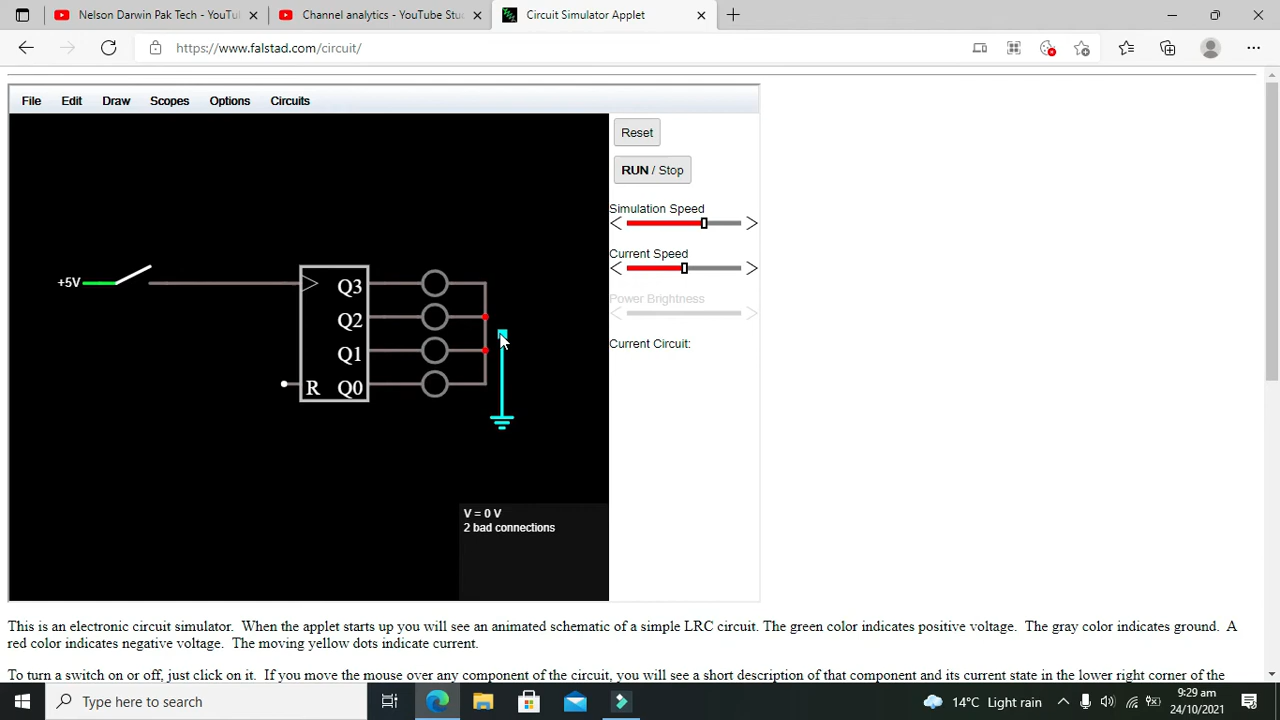 Nelson Darwin Pak Tech - YouTu
Channel analytics - YouTube Stu
Circuit Simulator Applet
https://www.falstad.com/circuit/
File Edit Draw Scopes Options Circuits
Reset
RUN / Stop
Simulation Speed
Current Speed
Power Brightness
Current Circuit:
+5V
Q3
Q2
Q1
R Q0
V = 0 V
2 bad connections
This is an electronic circuit simulator. When the applet starts up you will see an animated schematic of a simple LRC circuit. The green color indicates positive voltage. The gray color indicates ground. A
red color indicates negative voltage. The moving yellow dots indicate current.
To turn a switch on or off, just click on it. If you move the mouse over any component of the circuit, you will see a short description of that component and its current state in the lower right corner of the
Type here to search
14°C Light rain
9:29 am
24/10/2021